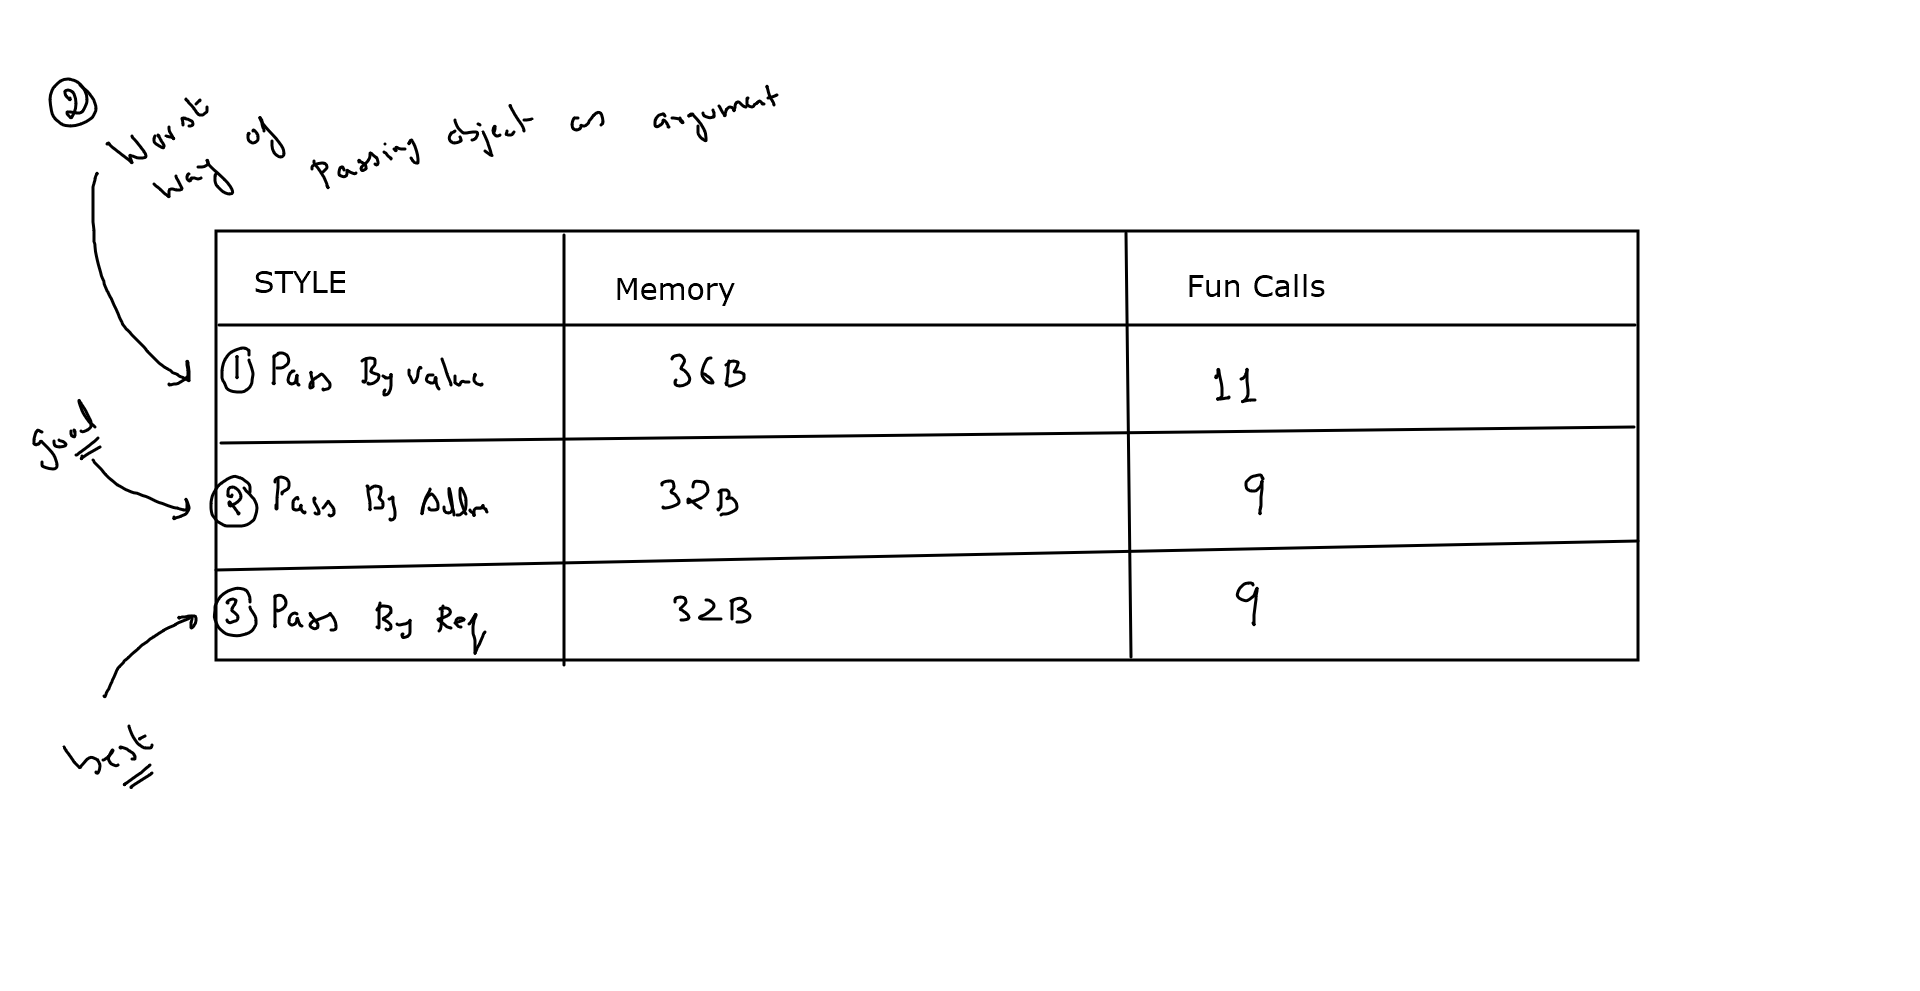 ②
Worst
way of Passing object as argument
STYLE Memory Fun Calls
① Pass By value 36B 11
good
② Pass By Addr 32B 9
③ Pass By Ref 32B 9
best